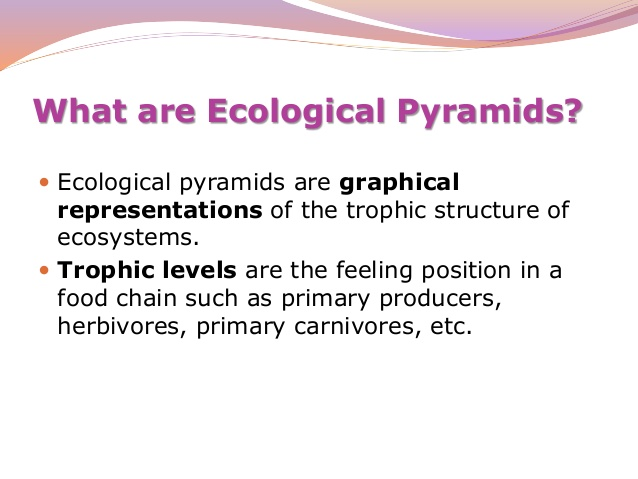 What are Ecological Pyramids?
• Ecological pyramids are graphical
representations of the trophic structure of
ecosystems.
• Trophic levels are the feeling position in a
food chain such as primary producers,
herbivores, primary carnivores, etc.